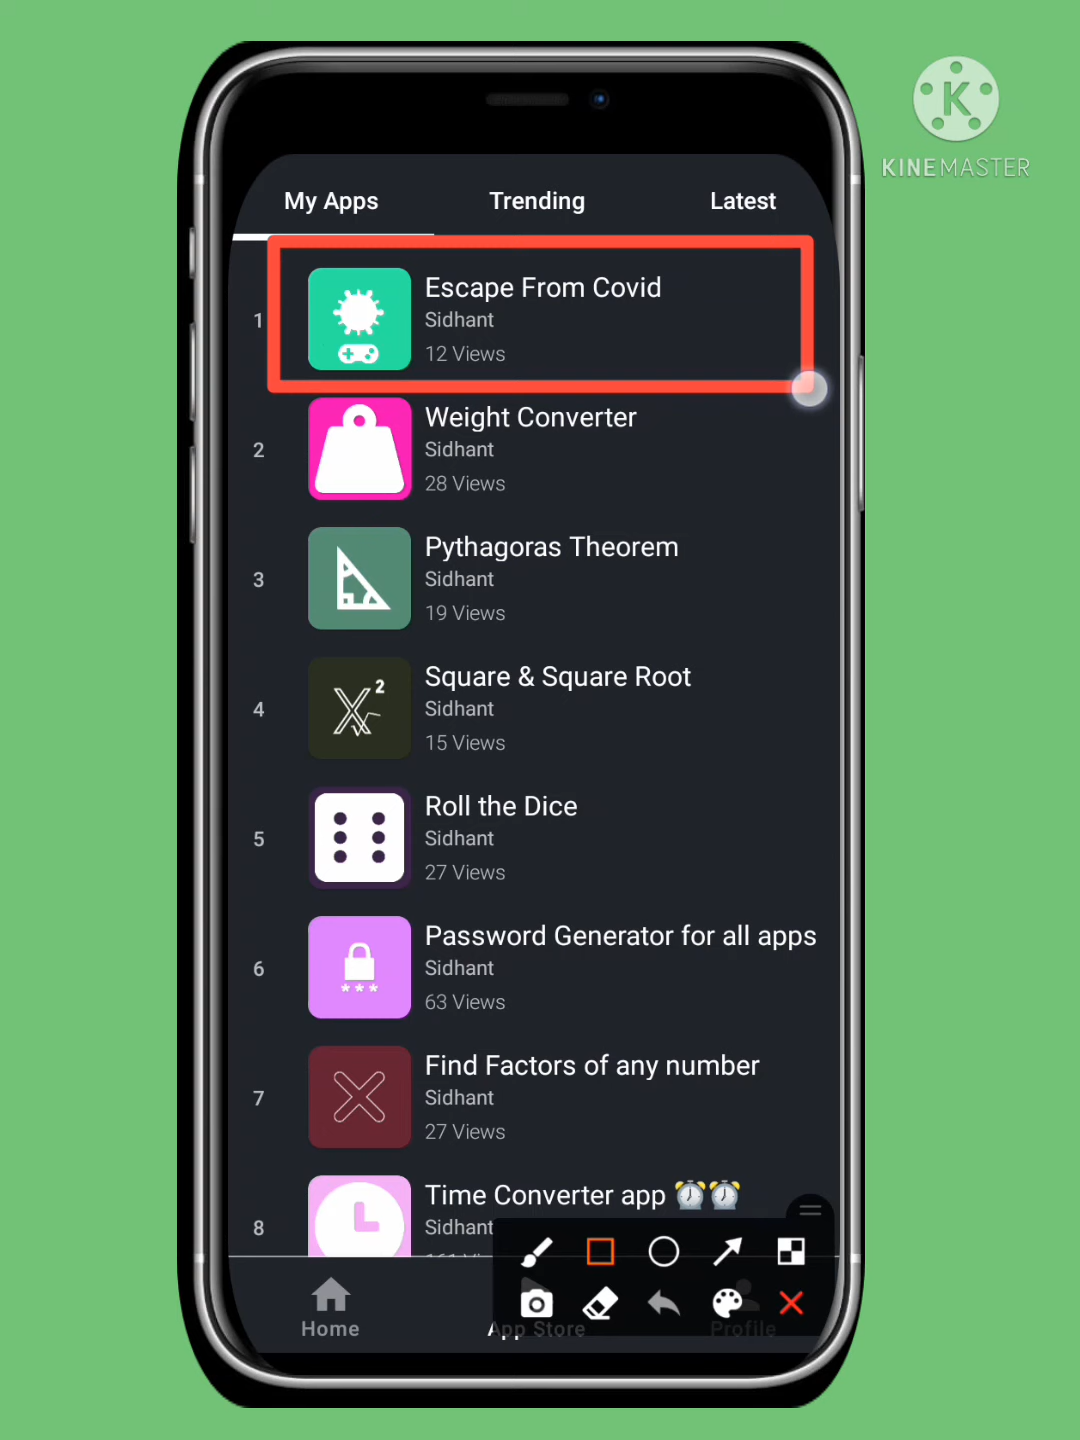 KINEMASTER
My Apps Trending Latest
1
Escape From Covid
Sidhant
12 Views
2
Weight Converter
Sidhant
28 Views
3
Pythagoras Theorem
Sidhant
19 Views
4
Square & Square Root
Sidhant
15 Views
5
Roll the Dice
Sidhant
27 Views
6
Password Generator for all apps
Sidhant
63 Views
7
Find Factors of any number
Sidhant
27 Views
8
Time Converter app ⏰⏰
Sidhant
Home App Store Profile